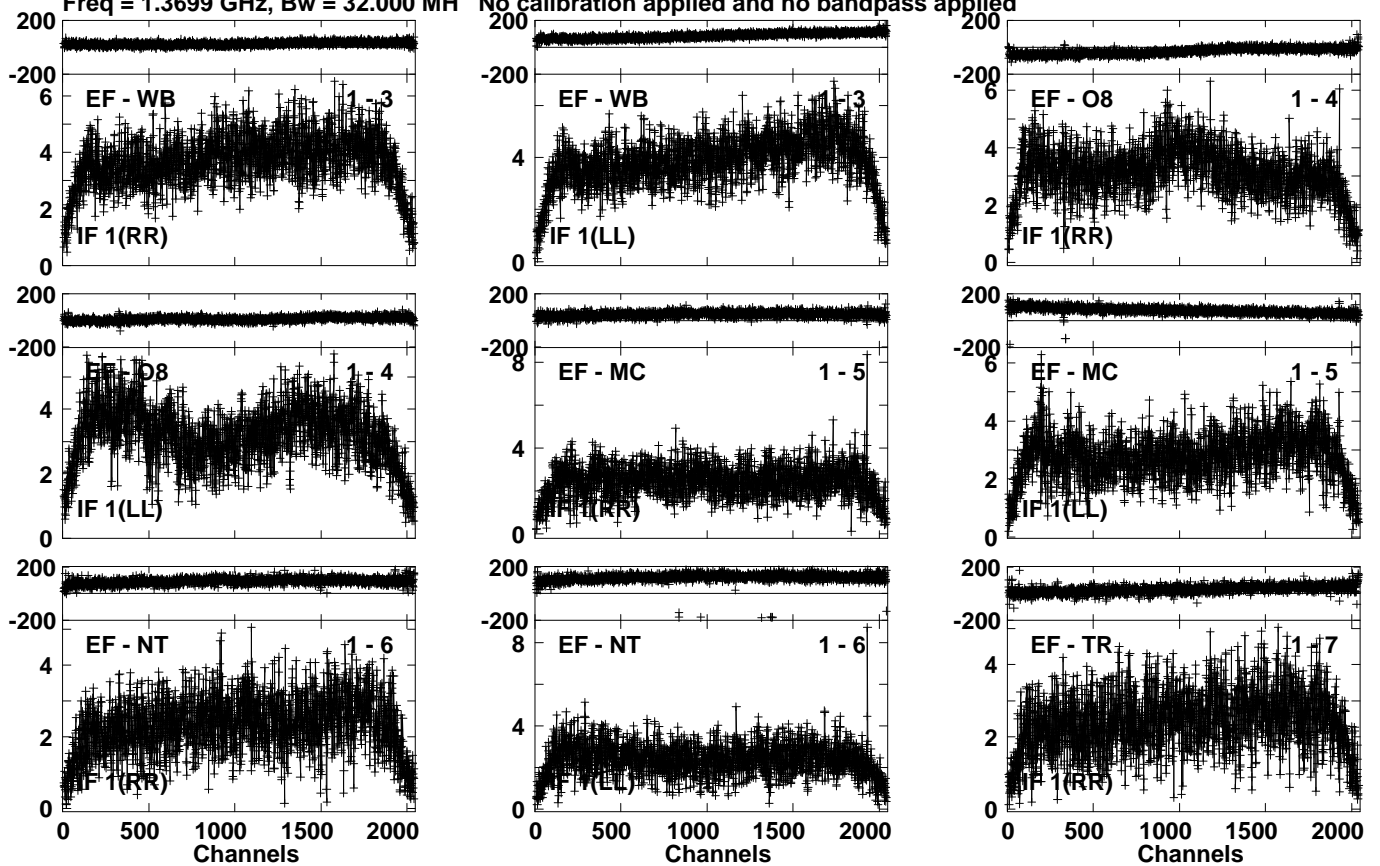 Freq = 1.3699 GHz, Bw = 32.000 MH No calibration applied and no bandpass applied
200
-200
6
4
2
0
EF - WB 1 - 3
IF 1(RR)
200
-200
4
0
EF - WB 1 - 3
IF 1(LL)
200
-200
6
4
2
0
EF - O8 1 - 4
IF 1(RR)
200
-200
4
2
0
EF - O8 1 - 4
IF 1(LL)
200
-200
8
4
0
EF - MC 1 - 5
IF 1(RR)
200
-200
6
4
2
0
EF - MC 1 - 5
IF 1(LL)
200
-200
4
2
0
EF - NT 1 - 6
IF 1(RR)
0 500 1000 1500 2000
Channels
200
-200
8
4
0
EF - NT 1 - 6
IF 1(LL)
0 500 1000 1500 2000
Channels
200
-200
4
2
0
EF - TR 1 - 7
IF 1(RR)
0 500 1000 1500 2000
Channels